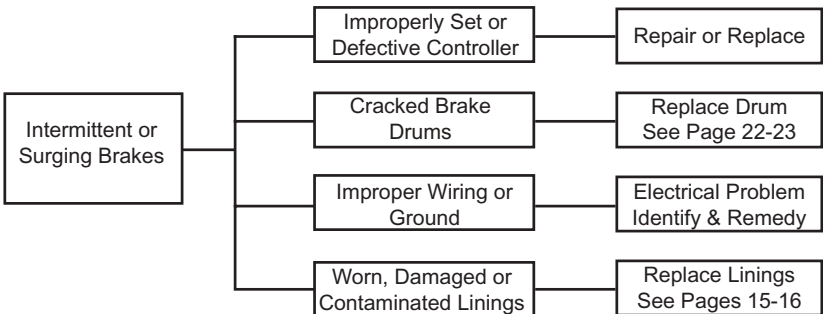 Intermittent or
Surging Brakes
Improperly Set or
Defective Controller
Repair or Replace
Cracked Brake
Drums
Replace Drum
See Page 22-23
Improper Wiring or
Ground
Electrical Problem
Identify & Remedy
Worn, Damaged or
Contaminated Linings
Replace Linings
See Pages 15-16